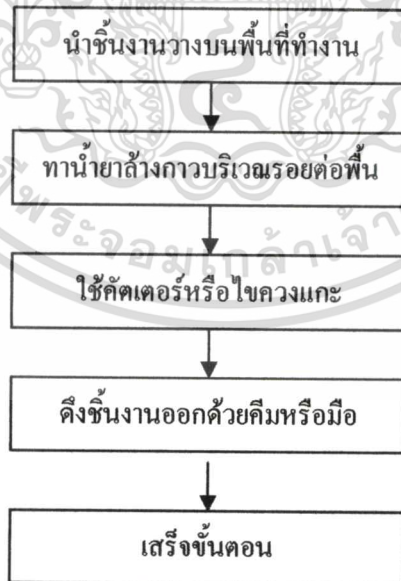 นำชิ้นงานวางบนพื้นที่ทำงาน
ทาน้ำยาล้างกาวบริเวณรอยต่อพื้น
ใช้คัตเตอร์หรือไขควงแกะ
ดึงชิ้นงานออกด้วยคีมหรือมือ
เสร็จขั้นตอน